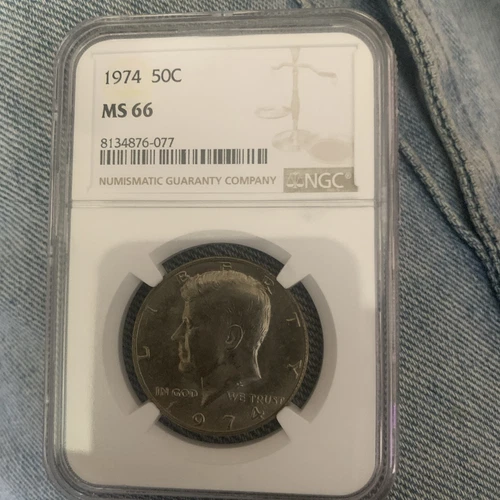 1974 50C
MS 66
8134876-077
NUMISMATIC GUARANTY COMPANY
NGC
LIBERTY
IN GOD WE TRUST
1974